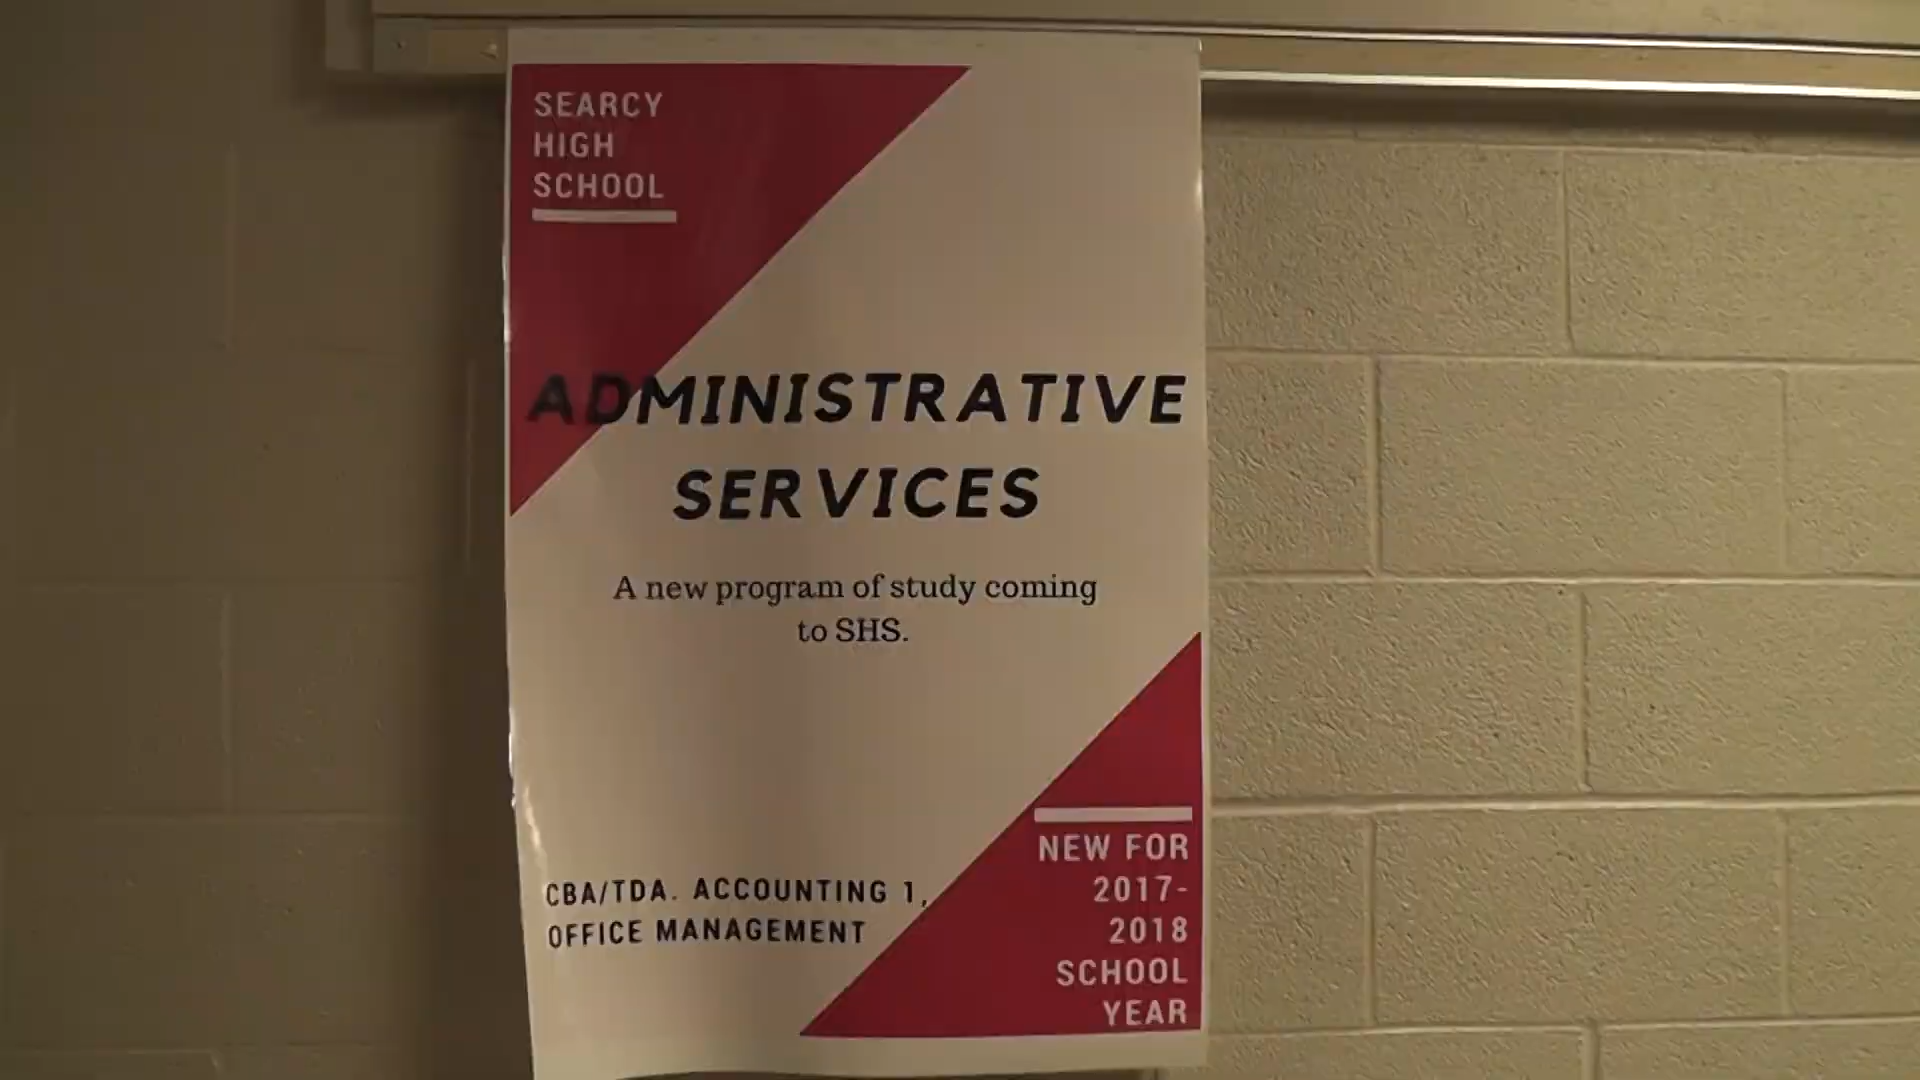 SEARCY
HIGH
SCHOOL
ADMINISTRATIVE
SERVICES
A new program of study coming
to SHS.
CBA/TDA. ACCOUNTING 1,
OFFICE MANAGEMENT
NEW FOR
2017-
2018
SCHOOL
YEAR